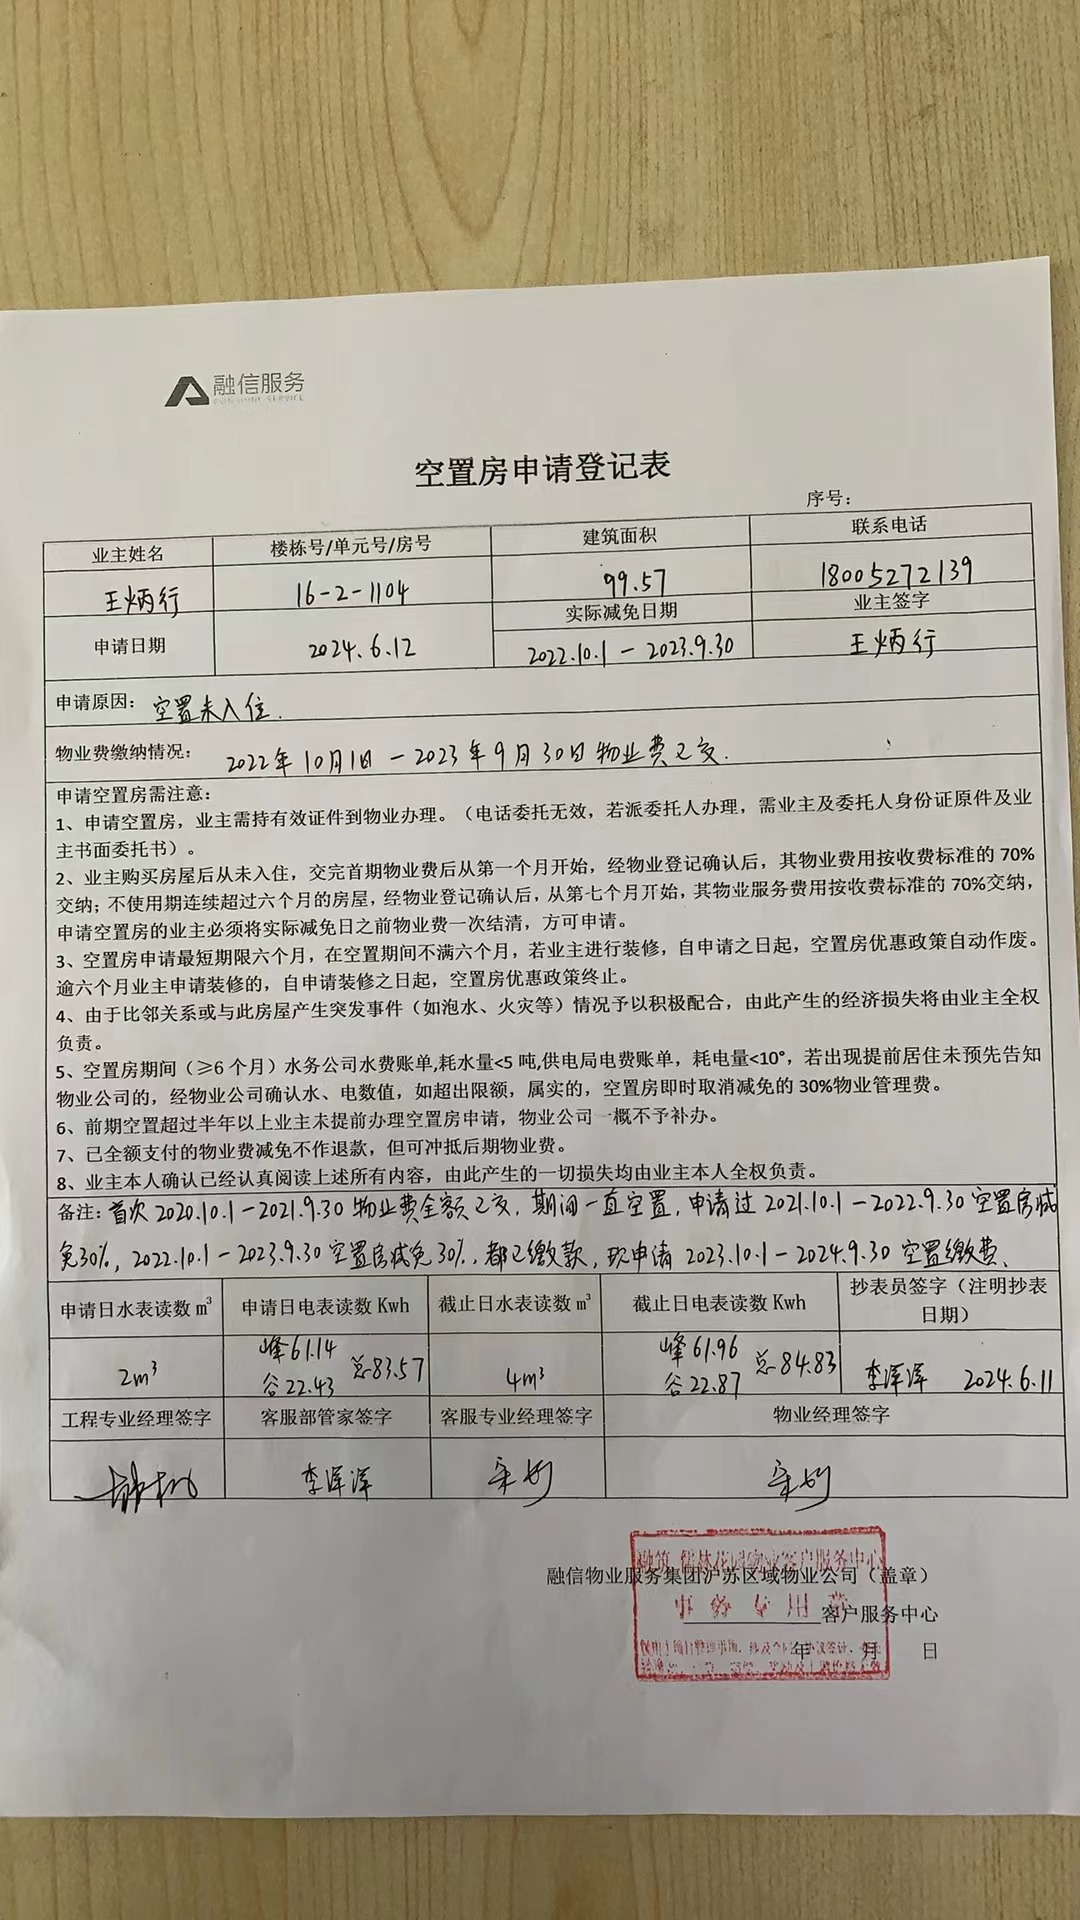 融信服务
RONSHINE SERVICE
空置房申请登记表
序号：
业主姓名 楼栋号/单元号/房号 建筑面积 联系电话
王炳行 16-2-1104 99.57 18005272139
申请日期 2024.6.12 实际减免日期 业主签字
2022.10.1 - 2023.9.30 王炳行
申请原因：空置未入住.
物业费缴纳情况： 2022年10月1日 - 2023年9月30日物业费已交.
申请空置房需注意：
1、申请空置房，业主需持有效证件到物业办理。（电话委托无效，若派委托人办理，需业主及委托人身份证原件及业
主书面委托书）。
2、业主购买房屋后从未入住，交完首期物业费后从第一个月开始，经物业登记确认后，其物业费用按收费标准的 70%
交纳；不使用期连续超过六个月的房屋，经物业登记确认后，从第七个月开始，其物业服务费用按收费标准的 70%交纳，
申请空置房的业主必须将实际减免日之前物业费一次结清，方可申请。
3、空置房申请最短期限六个月，在空置期间不满六个月，若业主进行装修，自申请之日起，空置房优惠政策自动作废。
逾六个月业主申请装修的，自申请装修之日起，空置房优惠政策终止。
4、由于比邻关系或与此房屋产生突发事件（如泡水、火灾等）情况予以积极配合，由此产生的经济损失将由业主全权
负责。
5、空置房期间（≥6 个月）水务公司水费账单,耗水量<5 吨,供电局电费账单，耗电量<10°，若出现提前居住未预先告知
物业公司的，经物业公司确认水、电数值，如超出限额，属实的，空置房即时取消减免的 30%物业管理费。
6、前期空置超过半年以上业主未提前办理空置房申请，物业公司一概不予补办。
7、已全额支付的物业费减免不作退款，但可冲抵后期物业费。
8、业主本人确认已经认真阅读上述所有内容，由此产生的一切损失均由业主本人全权负责。
备注：首次2020.10.1-2021.9.30物业费全额已交，期间一直空置，申请过2021.10.1-2022.9.30空置房减
免30%，2022.10.1-2023.9.30空置房减免30%，都已缴款，现申请2023.10.1-2024.9.30空置缴费、
申请日水表读数 m³ 申请日电表读数 Kwh 截止日水表读数 m³ 截止日电表读数 Kwh 抄表员签字（注明抄表
日期）
2m³ 峰61.14 总83.57 4m³ 峰61.96 总84.83 李洋洋 2024.6.11
谷22.43 谷22.87
工程专业经理签字 客服部管家签字 客服专业经理签字 物业经理签字
李洋洋
融信物业服务集团沪苏区域物业公司（盖章）
客户服务中心
年 月 日
物业客户服务中心
事务专用章